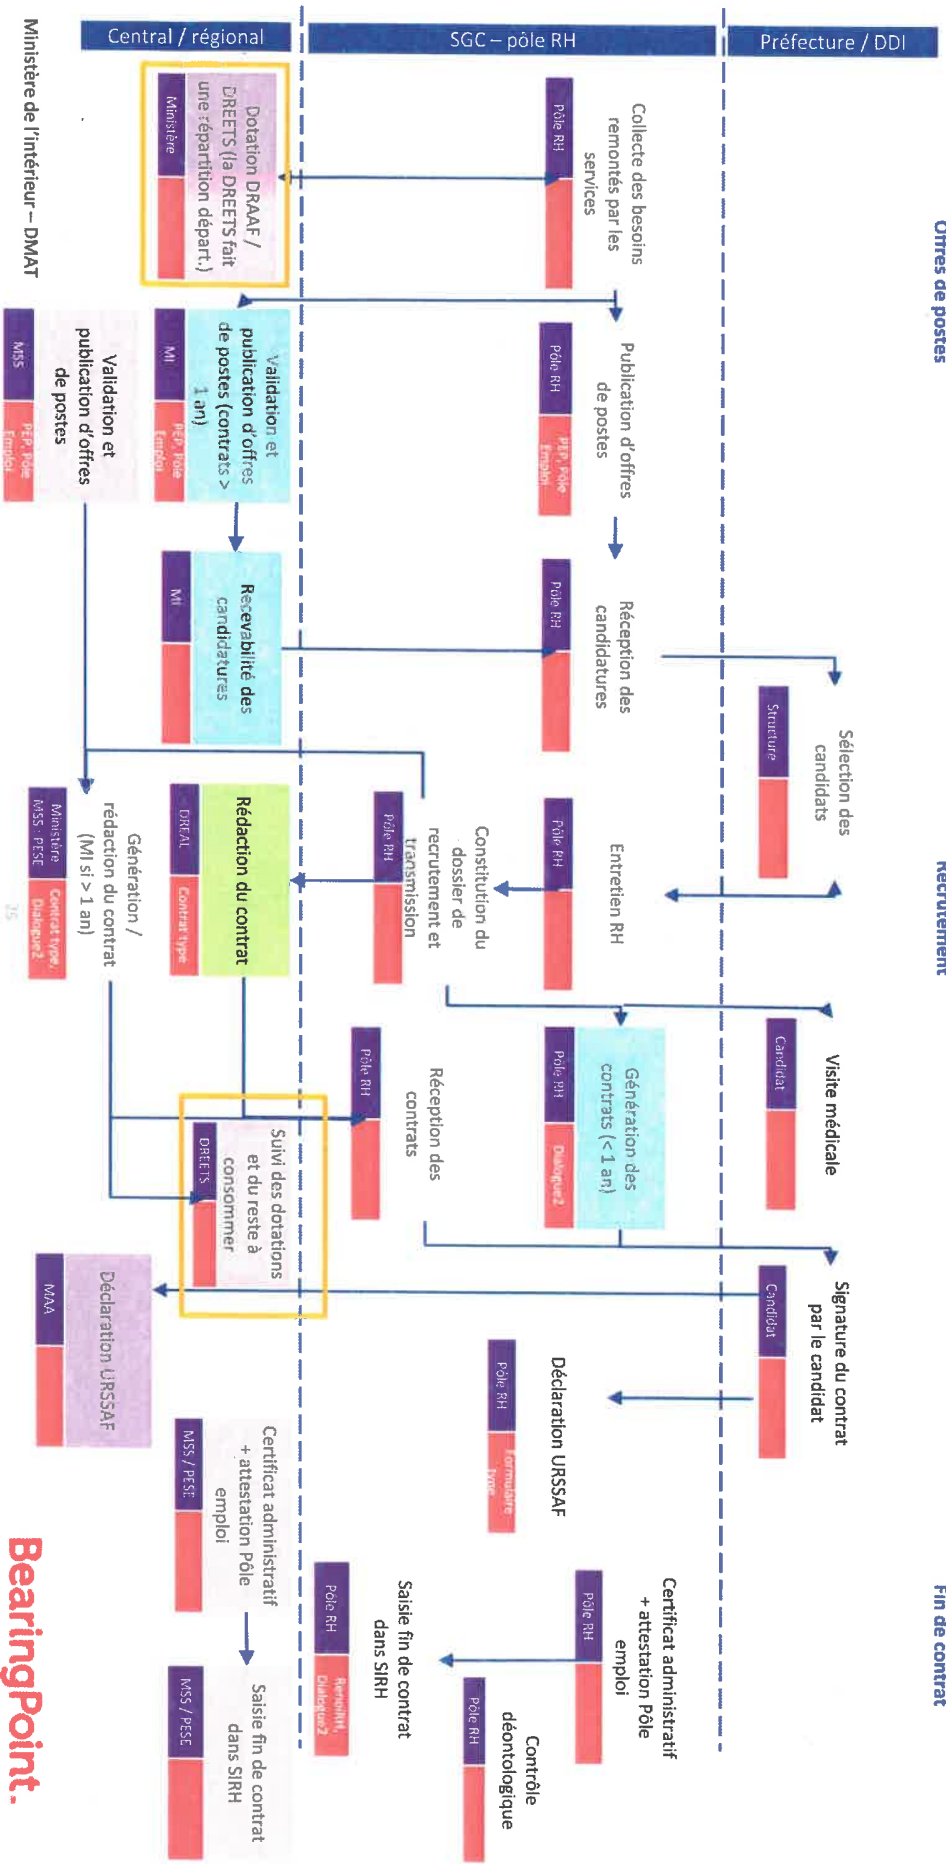 Offres de postes
Recrutement
Fin de contrat
Préfecture / DDI
Sélection des
candidats
Structure
Visite médicale
Candidat
Signature du contrat
par le candidat
Candidat
SGC – pôle RH
Collecte des besoins
remontés par les
services
Pôle RH
Publication d'offres
de postes
Pôle RH
PEP, Pôle
Emploi
Réception des
candidatures
Pôle RH
Entretien RH
Pôle RH
Constitution du
dossier de
recrutement et
transmission
Pôle RH
Génération des
contrats (< 1 an)
Pôle RH
Dialogue2
Réception des
contrats
Pôle RH
Déclaration URSSAF
Pôle RH
Formulaire
type
Certificat administratif
+ attestation Pôle
emploi
Pôle RH
Contrôle
déontologique
Pôle RH
Saisie fin de contrat
dans SIRH
Pôle RH
RenoiRH,
Dialogue2
Central / régional
Dotation DRAAF /
DREETS (la DREETS fait
une répartition départ.)
Ministère
Validation et
publication d'offres
de postes (contrats >
1 an)
MI
PEP, Pôle
Emploi
Recevabilité des
candidatures
MI
Rédaction du contrat
DREAL
Contrat type
Suivi des dotations
et du reste à
consommer
DREETS
Certificat administratif
+ attestation Pôle
emploi
MSS / PESE
Saisie fin de contrat
dans SIRH
MSS / PESE
Validation et
publication d'offres
de postes
MSS
PEP, Pôle
Emploi
Génération /
rédaction du contrat
(MI si > 1 an)
Ministère
MSS : PESE
Contrat type,
Dialogue2
Déclaration URSSAF
MAA
Ministère de l'intérieur – DMAT
25
BearingPoint.